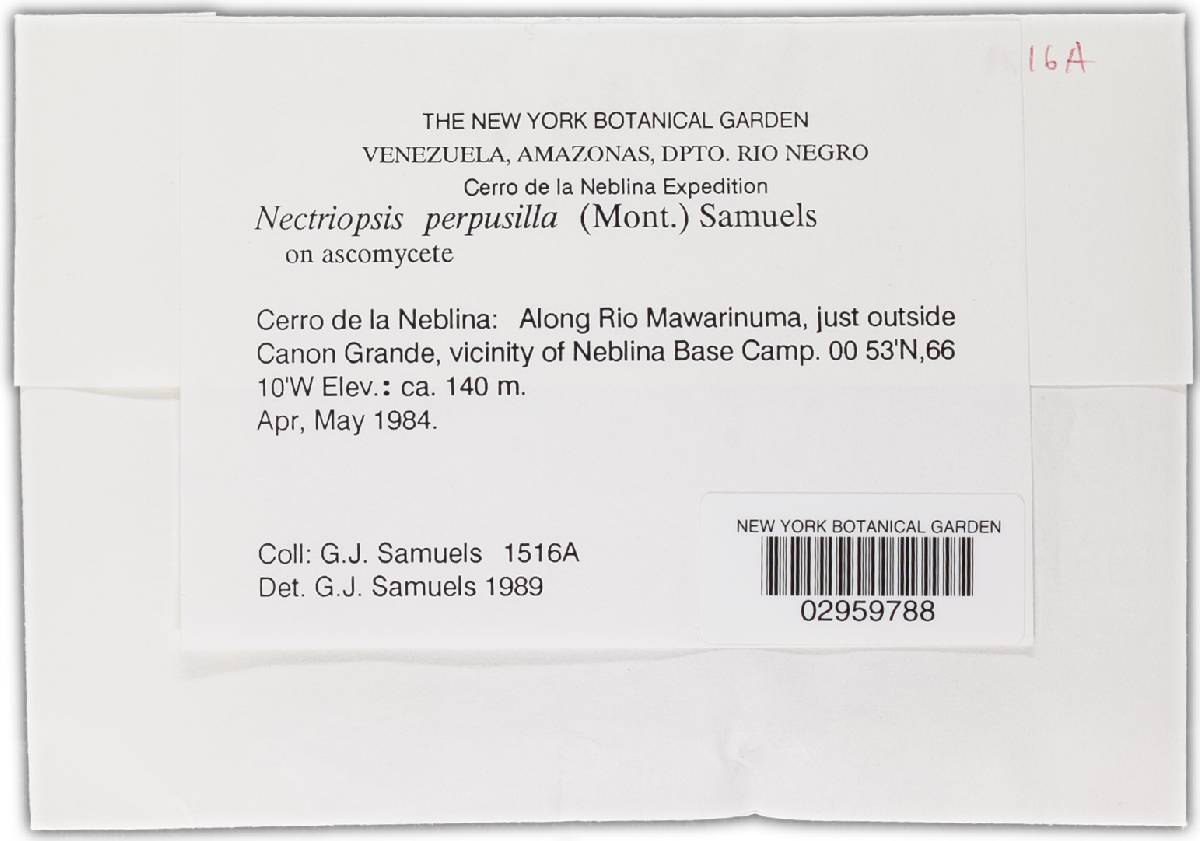 16A
THE NEW YORK BOTANICAL GARDEN
VENEZUELA, AMAZONAS, DPTO. RIO NEGRO
Cerro de la Neblina Expedition
Nectriopsis perpusilla (Mont.) Samuels
on ascomycete
Cerro de la Neblina: Along Rio Mawarinuma, just outside
Canon Grande, vicinity of Neblina Base Camp. 00 53'N,66
10'W Elev.: ca. 140 m.
Apr, May 1984.
Coll: G.J. Samuels 1516A
Det. G.J. Samuels 1989
NEW YORK BOTANICAL GARDEN
02959788